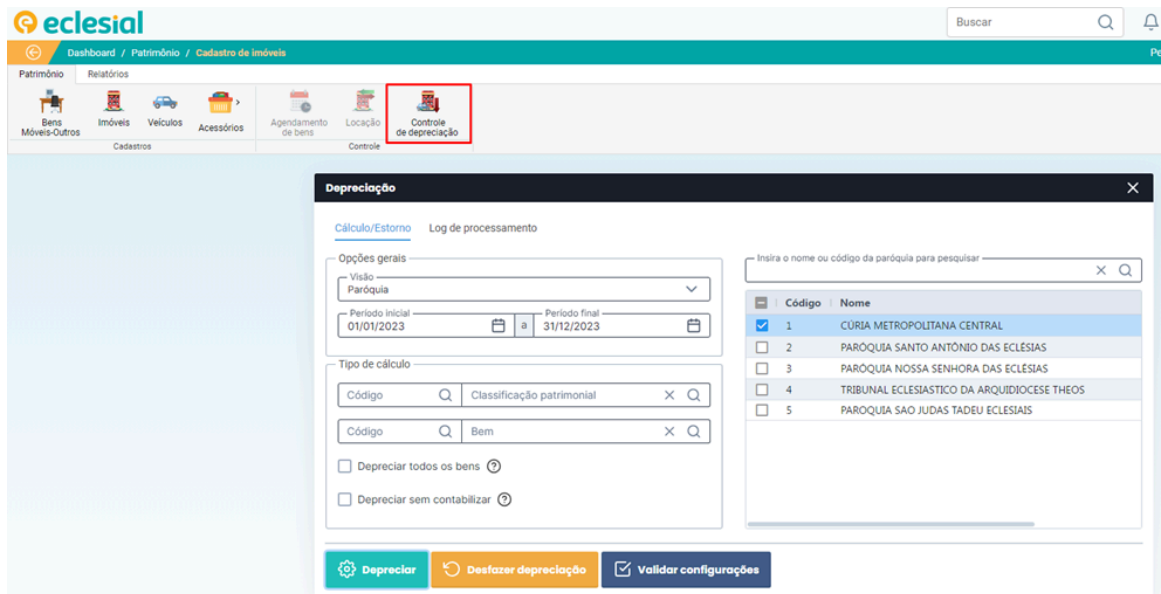 eclesial
Buscar
Dashboard / Patrimônio / Cadastro de imóveis
Pe
Patrimônio Relatórios
Bens Móveis-Outros
Imóveis
Veículos
Acessórios
Agendamento de bens
Locação
Controle de depreciação
Cadastros
Controle
Depreciação
Cálculo/Estorno Log de processamento
Opções gerais
Visão
Paróquia
Período inicial
01/01/2023
a
Período final
31/12/2023
Tipo de cálculo
Código Classificação patrimonial
Código Bem
Depreciar todos os bens ?
Depreciar sem contabilizar ?
Insira o nome ou código da paróquia para pesquisar
Código Nome
1 CÚRIA METROPOLITANA CENTRAL
2 PARÓQUIA SANTO ANTÔNIO DAS ECLÉSIAS
3 PARÓQUIA NOSSA SENHORA DAS ECLÉSIAS
4 TRIBUNAL ECLESIASTICO DA ARQUIDIOCESE THEOS
5 PAROQUIA SAO JUDAS TADEU ECLESIAIS
Depreciar
Desfazer depreciação
Validar configurações